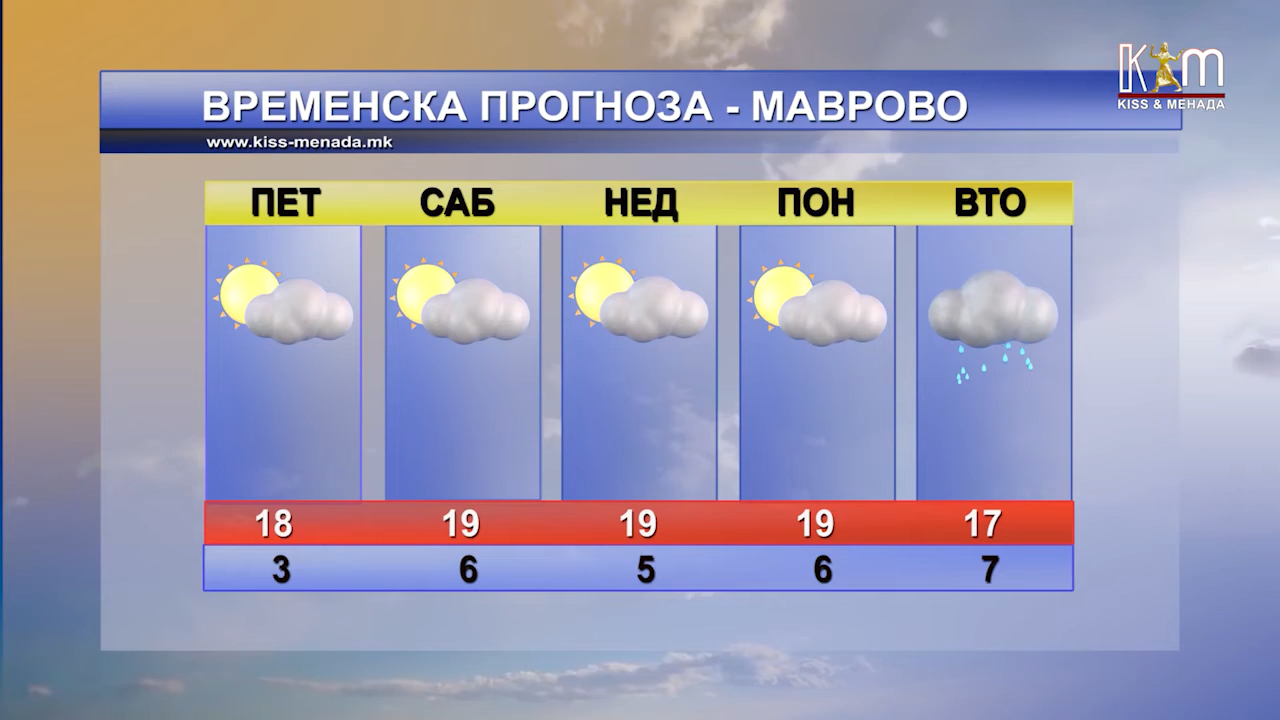 Km
KISS & МЕНАДА
ВРЕМЕНСКА ПРОГНОЗА - МАВРОВО
www.kiss-menada.mk
ПЕТ САБ НЕД ПОН ВТО
18 19 19 19 17
3 6 5 6 7